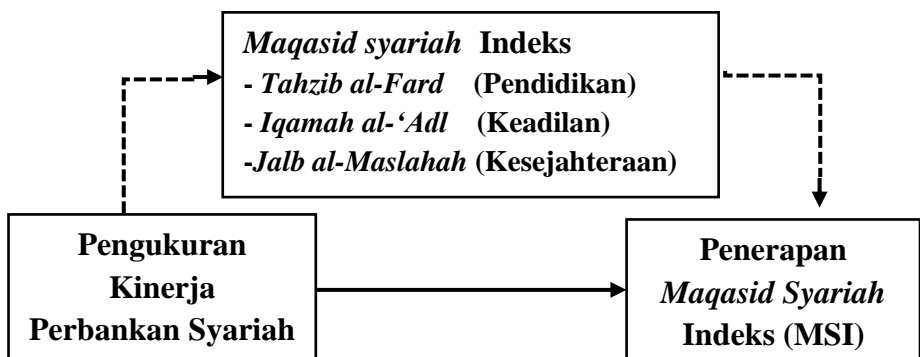 Maqasid syariah Indeks
- Tahzib al-Fard (Pendidikan)
- Iqamah al-‘Adl (Keadilan)
-Jalb al-Maslahah (Kesejahteraan)
Pengukuran
Kinerja
Perbankan Syariah
Penerapan
Maqasid Syariah
Indeks (MSI)